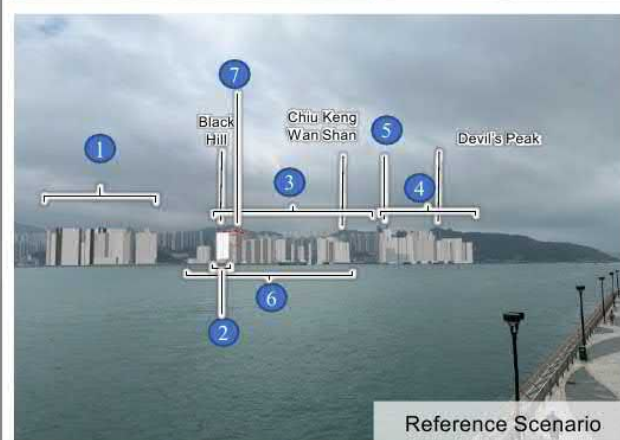 7
Black
Hill
Chiu Keng
Wan Shan
5
Devil's Peak
1
3
4
6
2
Reference Scenario